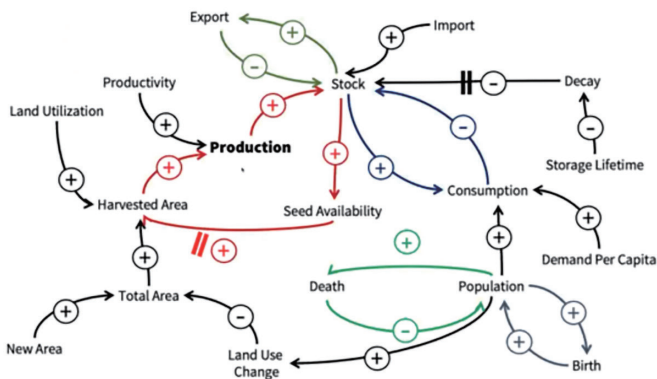 Export
Import
Productivity
Stock
Decay
Land Utilization
Production
Storage Lifetime
Harvested Area
Seed Availability
Consumption
Demand Per Capita
Total Area
Death
Population
New Area
Land Use
Change
Birth